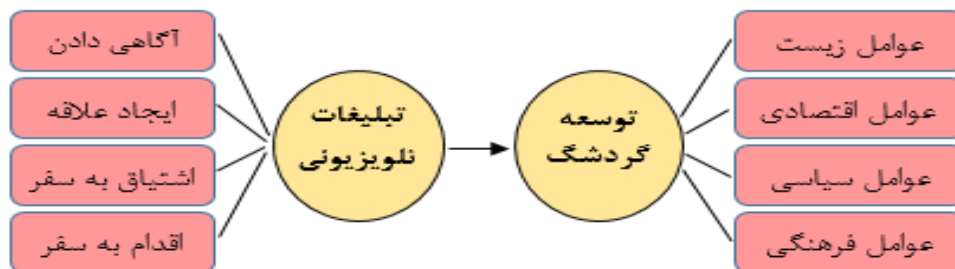 آگاهی دادن
ایجاد علاقه
اشتیاق به سفر
اقدام به سفر
تبلیغات
تلویزیونی
توسعه
گردشگ
عوامل زیست
عوامل اقتصادی
عوامل سیاسی
عوامل فرهنگی